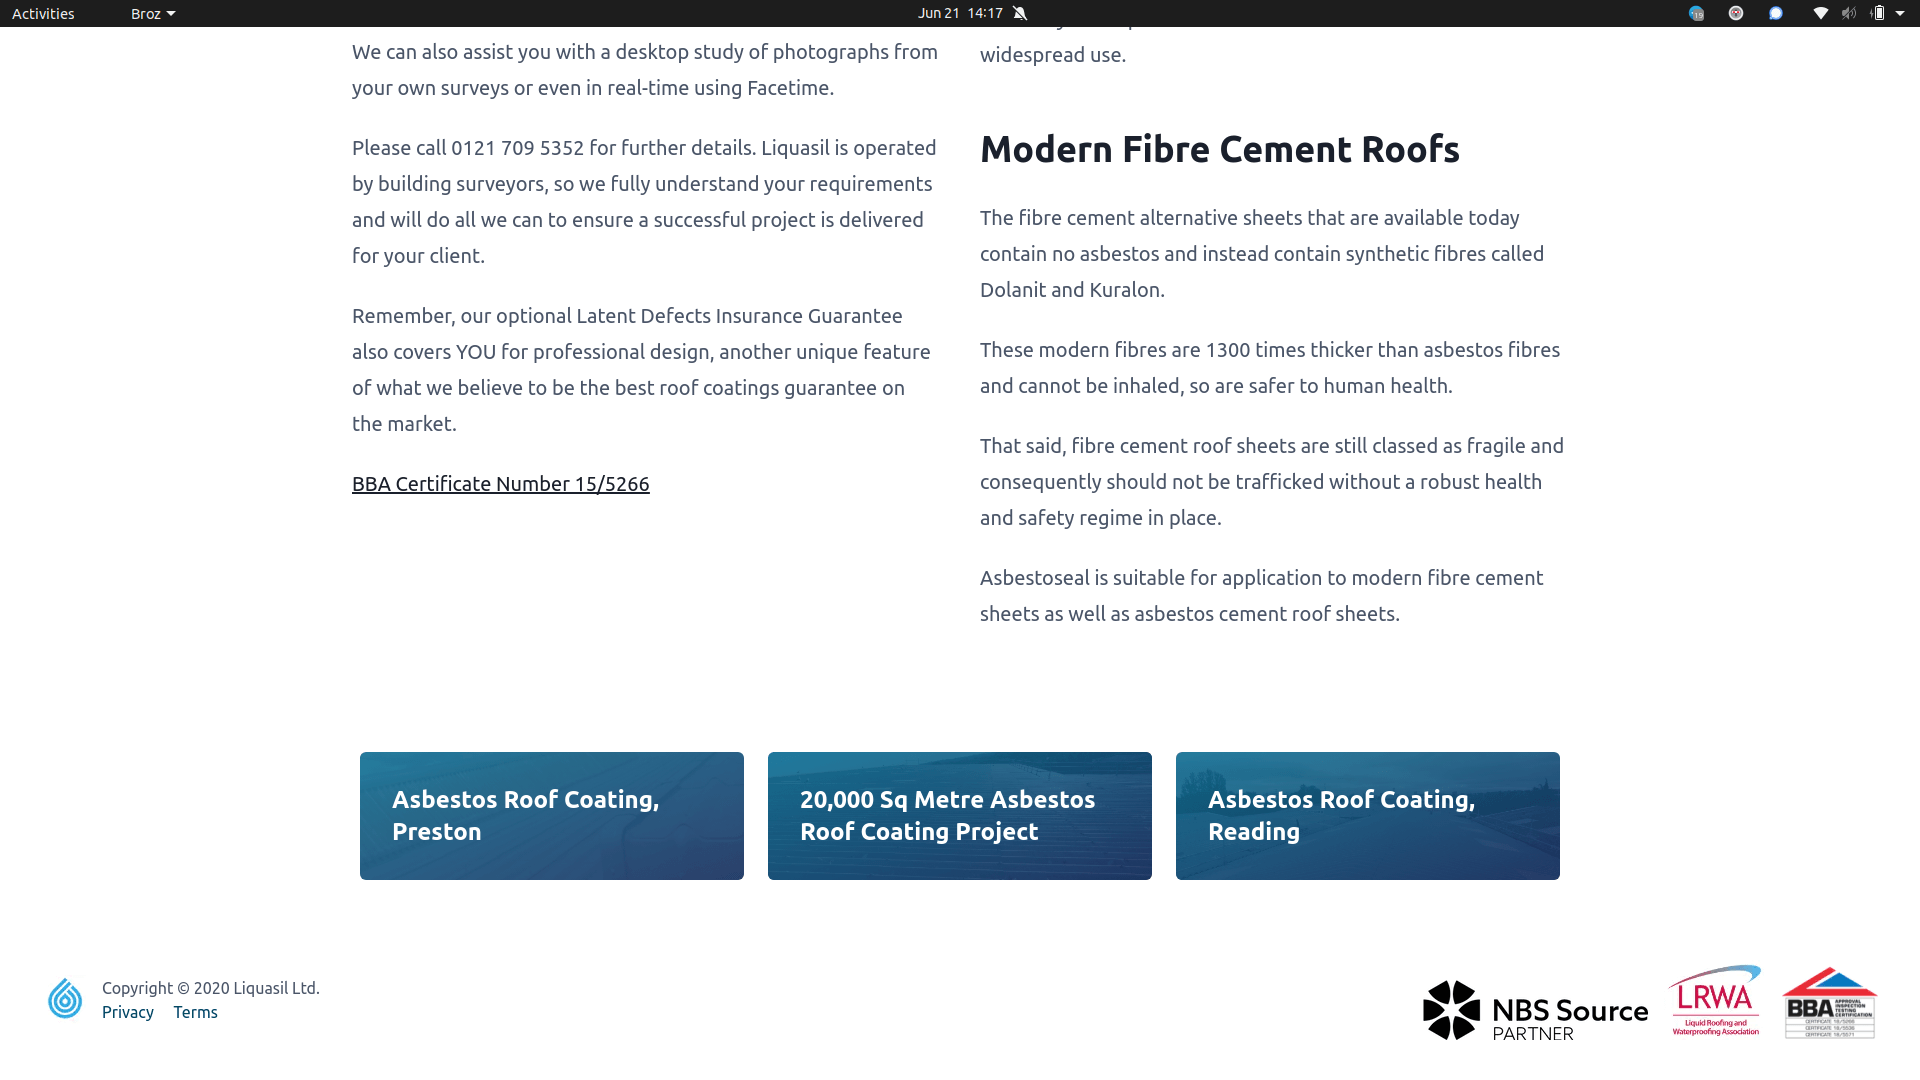 Activities
Broz
Jun 21 14:17
19
We can also assist you with a desktop study of photographs from
your own surveys or even in real-time using Facetime.
Please call 0121 709 5352 for further details. Liquasil is operated
by building surveyors, so we fully understand your requirements
and will do all we can to ensure a successful project is delivered
for your client.
Remember, our optional Latent Defects Insurance Guarantee
also covers YOU for professional design, another unique feature
of what we believe to be the best roof coatings guarantee on
the market.
BBA Certificate Number 15/5266
widespread use.
Modern Fibre Cement Roofs
The fibre cement alternative sheets that are available today
contain no asbestos and instead contain synthetic fibres called
Dolanit and Kuralon.
These modern fibres are 1300 times thicker than asbestos fibres
and cannot be inhaled, so are safer to human health.
That said, fibre cement roof sheets are still classed as fragile and
consequently should not be trafficked without a robust health
and safety regime in place.
Asbestoseal is suitable for application to modern fibre cement
sheets as well as asbestos cement roof sheets.
Asbestos Roof Coating,
Preston
20,000 Sq Metre Asbestos
Roof Coating Project
Asbestos Roof Coating,
Reading
Copyright © 2020 Liquasil Ltd.
Privacy Terms
NBS Source
PARTNER
LRWA
Liquid Roofing and
Waterproofing Association
BBA
APPROVAL
INSPECTION
TESTING
CERTIFICATION